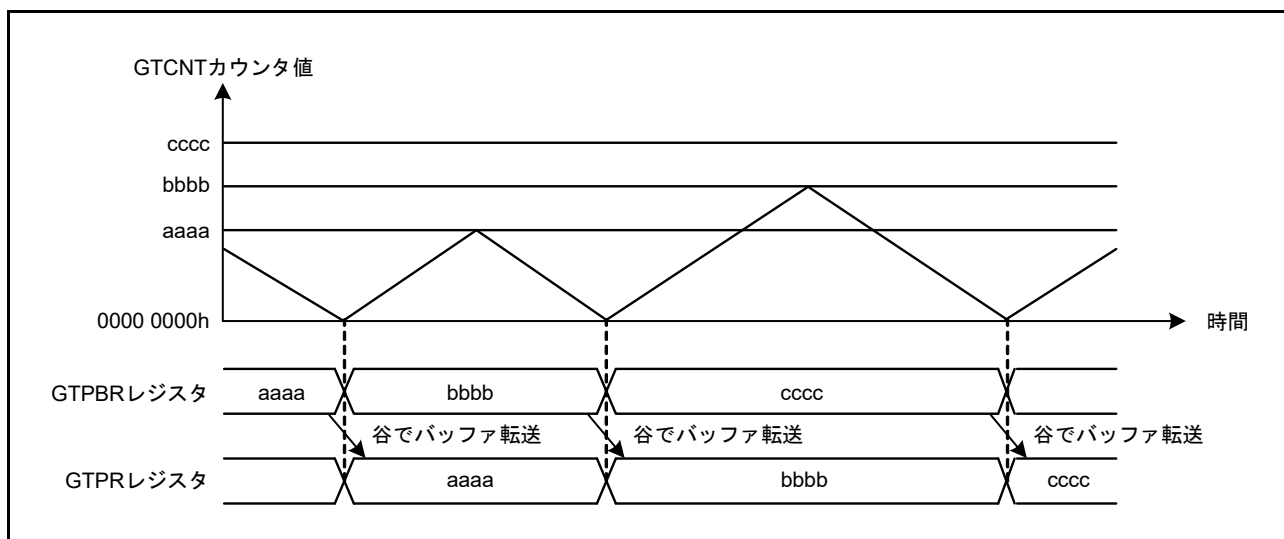 GTCNTカウンタ値
cccc
bbbb
aaaa
0000 0000h
時間
GTPBRレジスタ
aaaa
bbbb
cccc
谷でバッファ転送
谷でバッファ転送
谷でバッファ転送
GTPRレジスタ
aaaa
bbbb
cccc